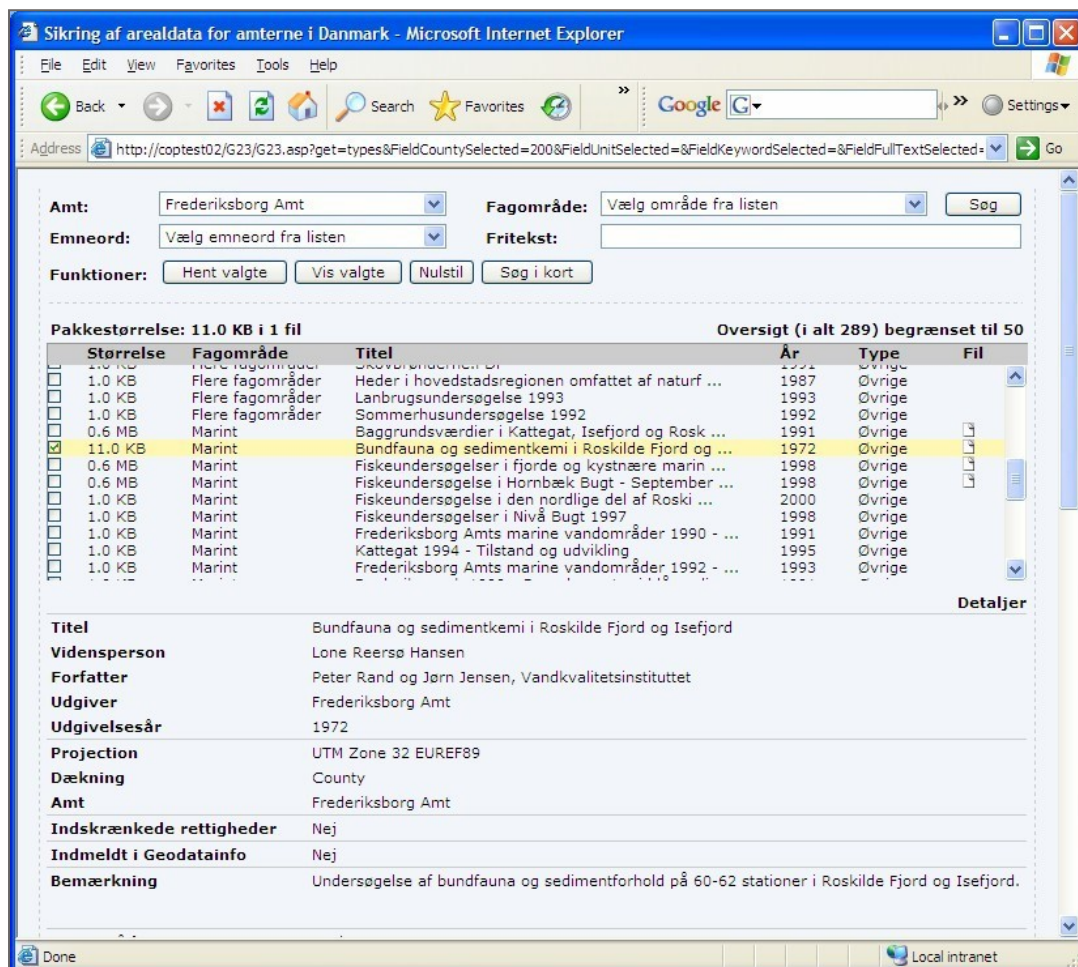 Sikring af arealdata for amterne i Danmark - Microsoft Internet Explorer
File Edit View Favorites Tools Help
Back Search Favorites » Google G » Settings
Address http://coptest02/G23/G23.asp?get=types&FieldCountySelected=200&FieldUnitSelected=&FieldKeywordSelected=&FieldFullTextSelected= Go
Amt: Frederiksborg Amt Fagområde: Vælg område fra listen Søg
Emneord: Vælg emneord fra listen Fritekst:
Funktioner: Hent valgte Vis valgte Nulstil Søg i kort
Pakkestørrelse: 11.0 KB i 1 fil Oversigt (i alt 289) begrænset til 50
Størrelse Fagområde Titel År Type Fil
1.0 KB Flere fagområder 1991 Øvrige
1.0 KB Flere fagområder Heder i hovedstadsregionen omfattet af naturf ... 1987 Øvrige
1.0 KB Flere fagområder Lanbrugsundersøgelse 1993 1993 Øvrige
1.0 KB Flere fagområder Sommerhusundersøgelse 1992 1992 Øvrige
0.6 MB Marint Baggrundsværdier i Kattegat, Isefjord og Rosk ... 1991 Øvrige
11.0 KB Marint Bundfauna og sedimentkemi i Roskilde Fjord og ... 1972 Øvrige
0.6 MB Marint Fiskeundersøgelser i fjorde og kystnære marin ... 1998 Øvrige
0.6 MB Marint Fiskeundersøgelse i Hornbæk Bugt - September ... 1998 Øvrige
1.0 KB Marint Fiskeundersøgelse i den nordlige del af Roski ... 2000 Øvrige
1.0 KB Marint Fiskeundersøgelser i Nivå Bugt 1997 1998 Øvrige
1.0 KB Marint Frederiksborg Amts marine vandområder 1990 - ... 1991 Øvrige
1.0 KB Marint Kattegat 1994 - Tilstand og udvikling 1995 Øvrige
1.0 KB Marint Frederiksborg Amts marine vandområder 1992 - ... 1993 Øvrige
Detaljer
Titel Bundfauna og sedimentkemi i Roskilde Fjord og Isefjord
Vidensperson Lone Reersø Hansen
Forfatter Peter Rand og Jørn Jensen, Vandkvalitetsinstituttet
Udgiver Frederiksborg Amt
Udgivelsesår 1972
Projection UTM Zone 32 EUREF89
Dækning County
Amt Frederiksborg Amt
Indskrænkede rettigheder Nej
Indmeldt i Geodatainfo Nej
Bemærkning Undersøgelse af bundfauna og sedimentforhold på 60-62 stationer i Roskilde Fjord og Isefjord.
Done Local intranet